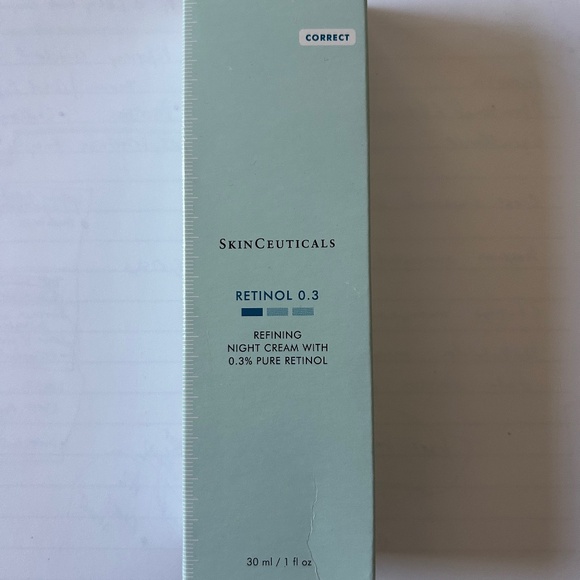 CORRECT
SKINCEUTICALS
RETINOL 0.3
REFINING
NIGHT CREAM WITH
0.3% PURE RETINOL
30 ml / 1 fl oz